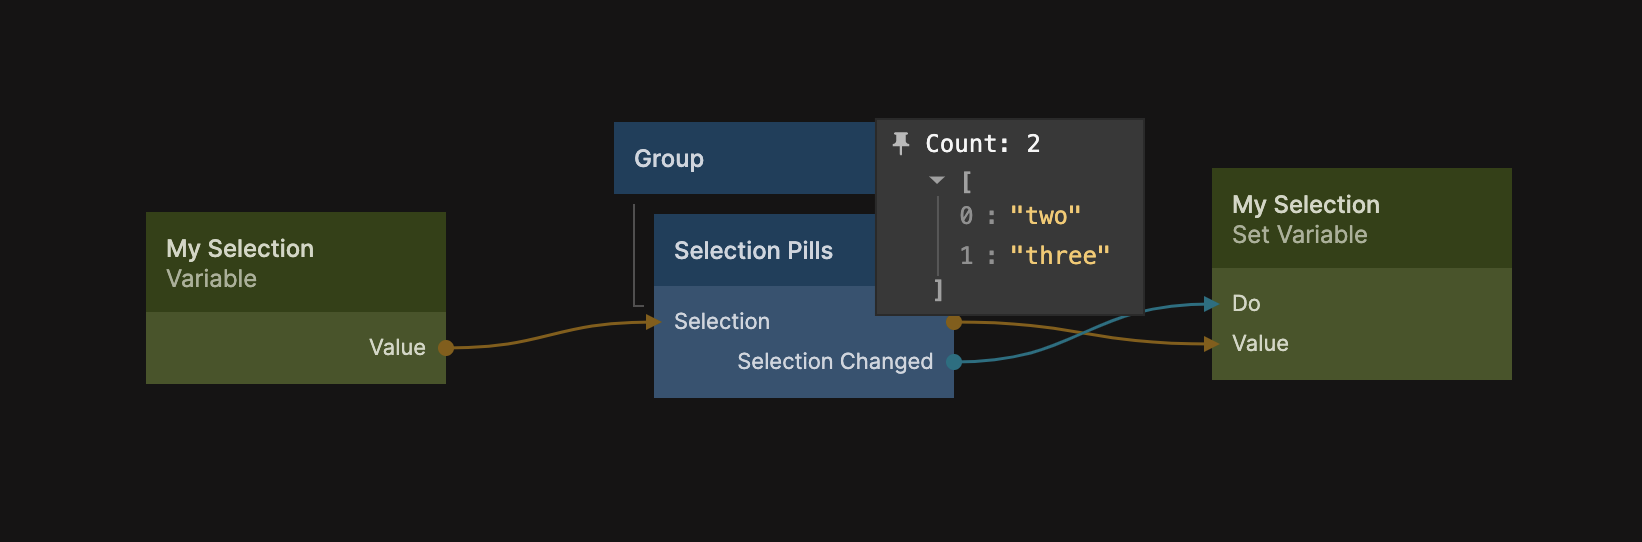 My Selection
Variable
Value
Group
Selection Pills
Selection
Selection Changed
Count: 2
[
0 : "two"
1 : "three"
]
My Selection
Set Variable
Do
Value